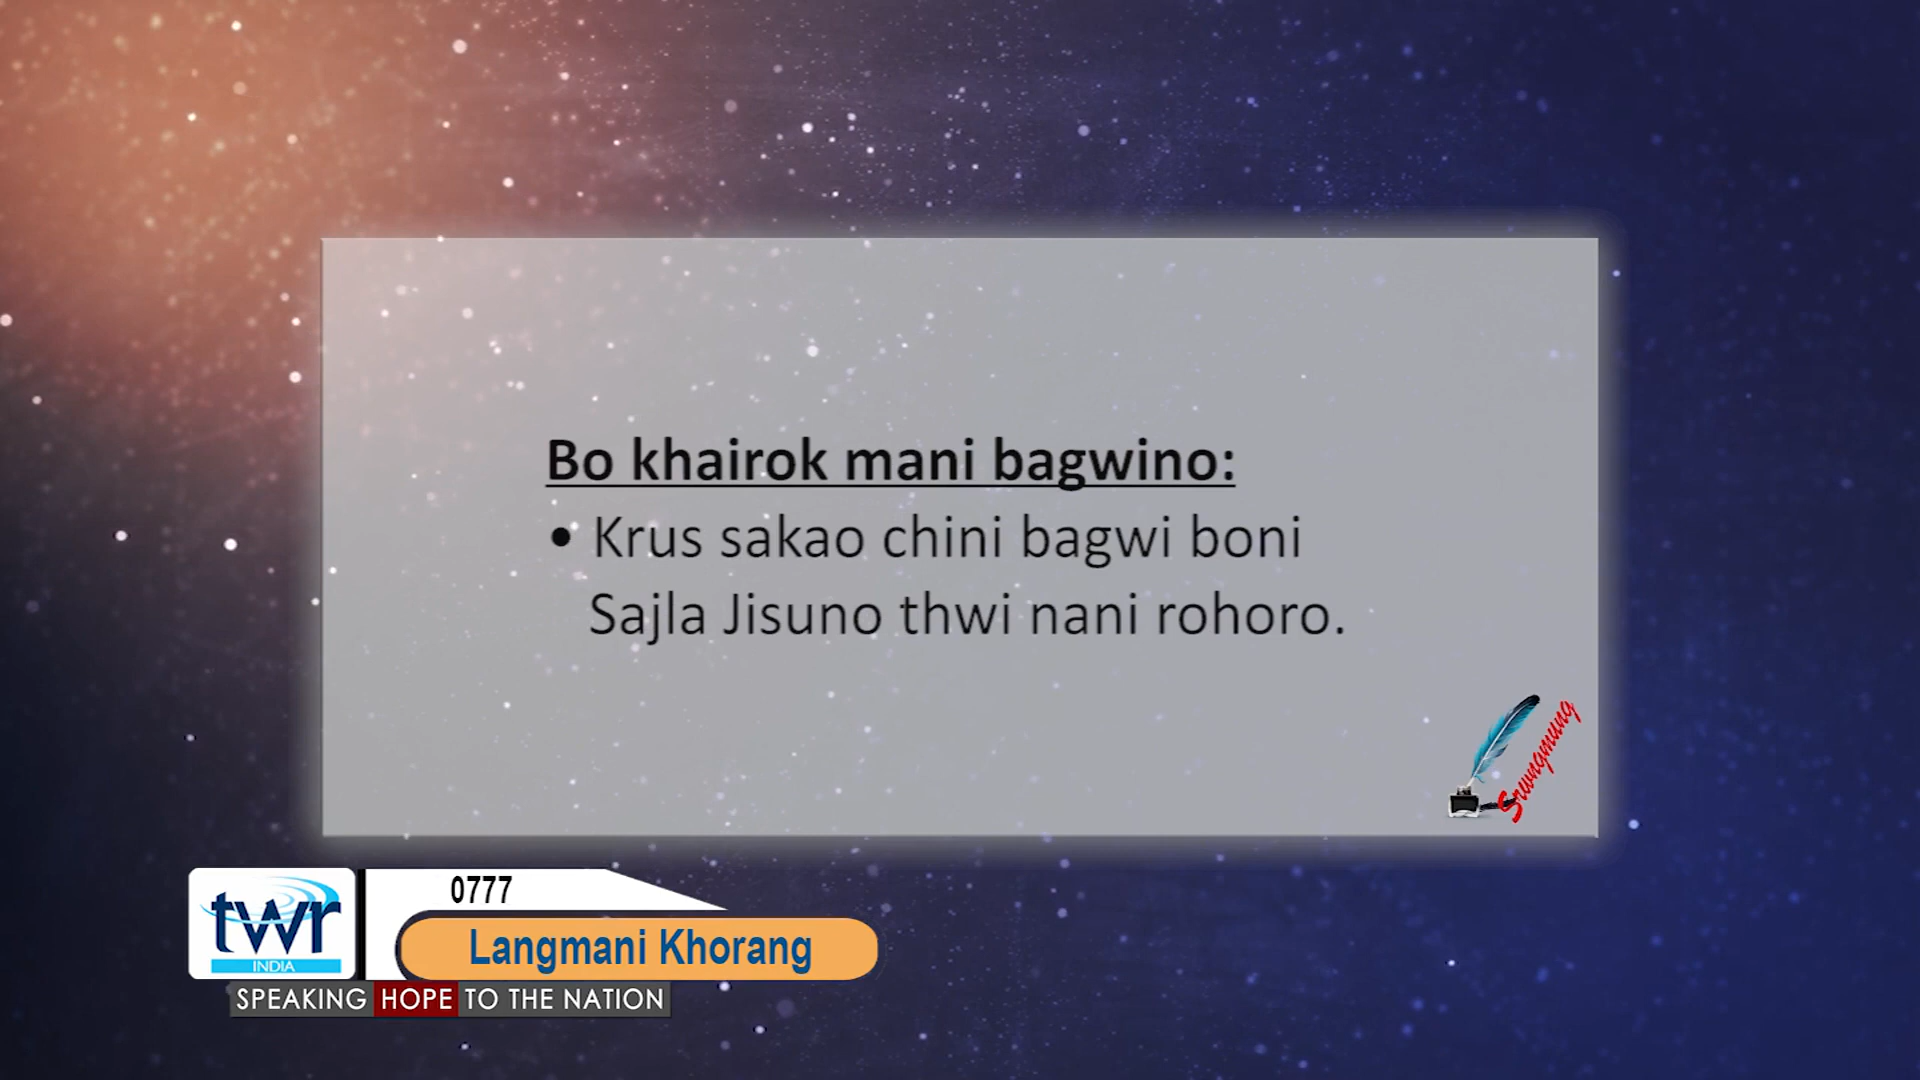 Bo khairok mani bagwino:
• Krus sakao chini bagwi boni
Sajla Jisuno thwi nani rohoro.
Srwngmung
twr
INDIA
0777
Langmani Khorang
SPEAKING HOPE TO THE NATION